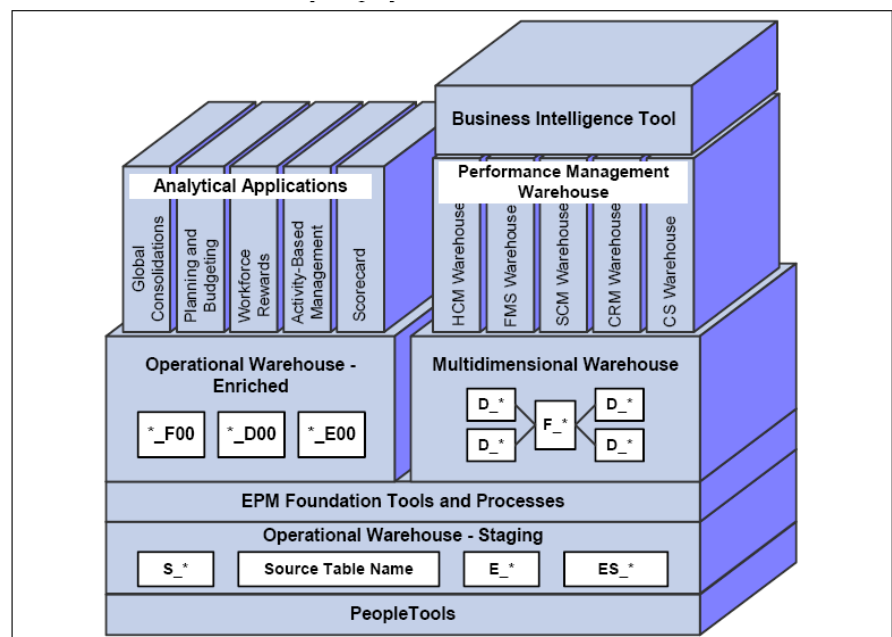 Business Intelligence Tool
Analytical Applications
Performance Management
Warehouse
Global
Consolidations
Planning and
Budgeting
Workforce
Rewards
Activity-Based
Management
Scorecard
HCM Warehouse
FMS Warehouse
SCM Warehouse
CRM Warehouse
CS Warehouse
Operational Warehouse -
Enriched
*_F00
*_D00
*_E00
Multidimensional Warehouse
D_*
D_*
F_*
D_*
D_*
EPM Foundation Tools and Processes
Operational Warehouse - Staging
S_*
Source Table Name
E_*
ES_*
PeopleTools